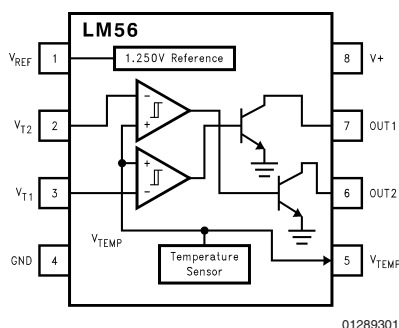 LM56
V_REF 1 1.250V Reference 8 V+
V_T2 2 7 OUT1
V_T1 3 6 OUT2
GND 4 V_TEMP 5 V_TEMP
Temperature
Sensor
01289301